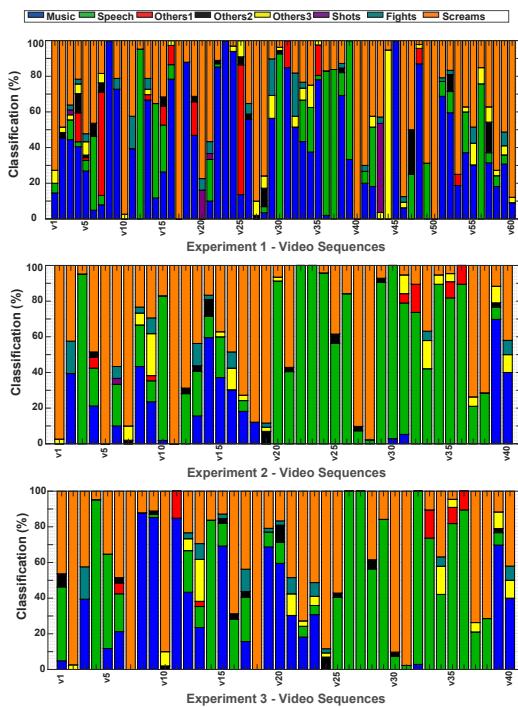 Music Speech Others1 Others2 Others3 Shots Fights Screams
100
80
60
40
20
0
Classification (%)
v1 v5 v10 v15 v20 v25 v30 v35 v40 v45 v50 v55 v60
Experiment 1 - Video Sequences
100
80
60
40
20
0
Classification (%)
v1 v5 v10 v15 v20 v25 v30 v35 v40
Experiment 2 - Video Sequences
100
80
60
40
20
0
Classification (%)
v1 v5 v10 v15 v20 v25 v30 v35 v40
Experiment 3 - Video Sequences